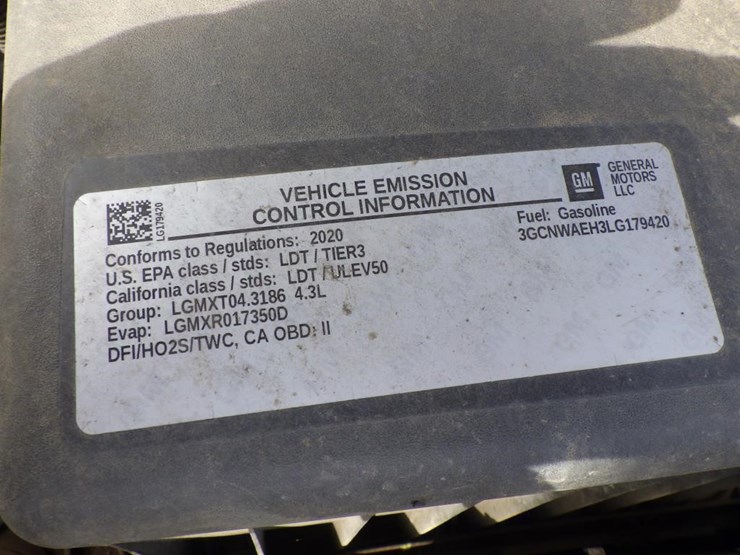 LG179420
VEHICLE EMISSION
CONTROL INFORMATION
GM
GENERAL
MOTORS
LLC
Conforms to Regulations: 2020
U.S. EPA class / stds: LDT / TIER3
California class / stds: LDT / ULEV50
Group: LGMXT04.3186 4.3L
Evap: LGMXR017350D
DFI/HO2S/TWC, CA OBD: II
Fuel: Gasoline
3GCNWAEH3LG179420